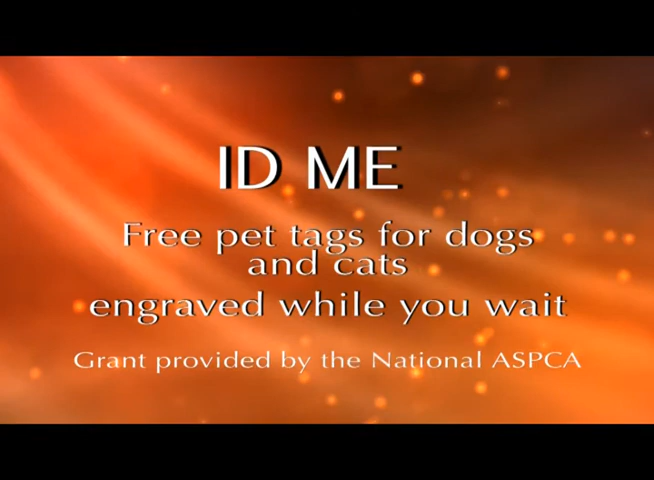 ID ME
Free pet tags for dogs
and cats
engraved while you wait
Grant provided by the National ASPCA